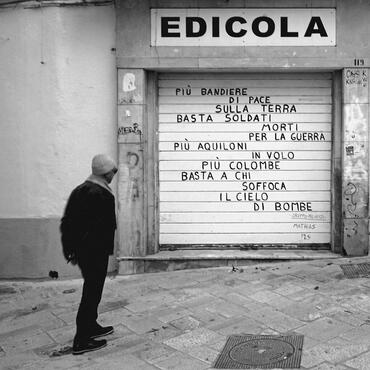 EDICOLA
119
PIÙ BANDIERE
DI PACE
SULLA TERRA
BASTA SOLDATI
MORTI
PER LA GUERRA
PIÙ AQUILONI
IN VOLO
PIÙ COLOMBE
BASTA A CHI
SOFFOCA
IL CIELO
DI BOMBE